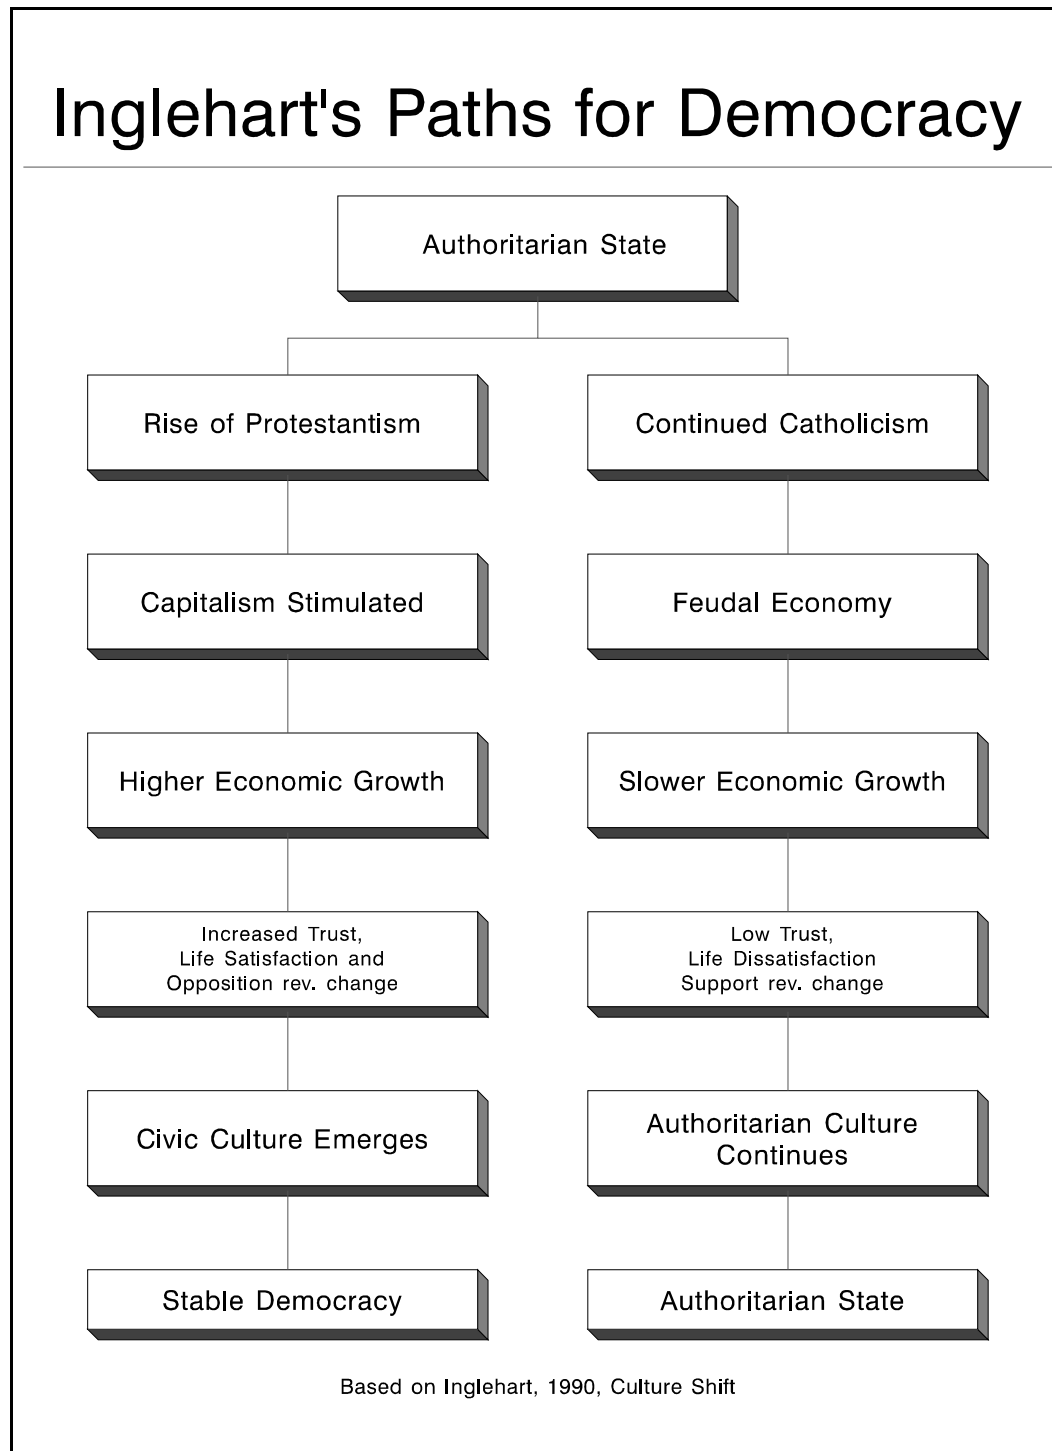 Inglehart's Paths for Democracy
Authoritarian State
Rise of Protestantism
Continued Catholicism
Capitalism Stimulated
Feudal Economy
Higher Economic Growth
Slower Economic Growth
Increased Trust,
Life Satisfaction and
Opposition rev. change
Low Trust,
Life Dissatisfaction
Support rev. change
Civic Culture Emerges
Authoritarian Culture
Continues
Stable Democracy
Authoritarian State
Based on Inglehart, 1990, Culture Shift